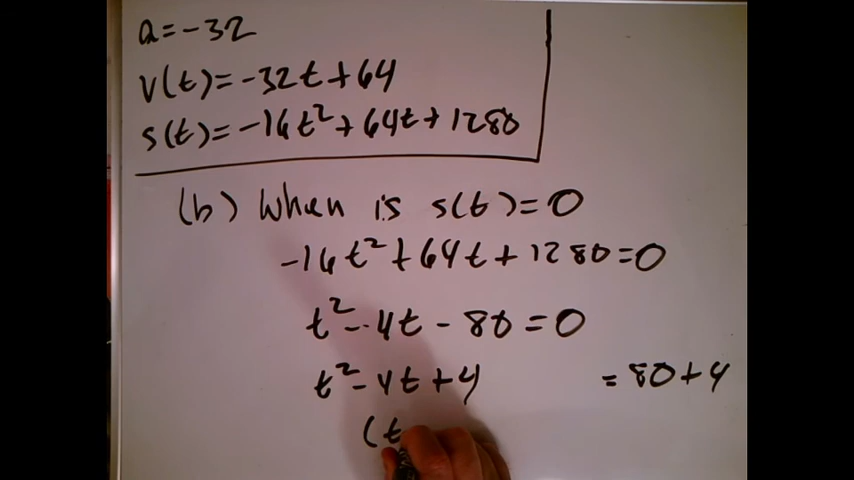 a=-32
v(t)=-32t+64
s(t)=-16t²+64t+1280
(b) When is s(t)=0
-16t²+64t+1280=0
t²-4t-80=0
t²-4t+4 =80+4
(t